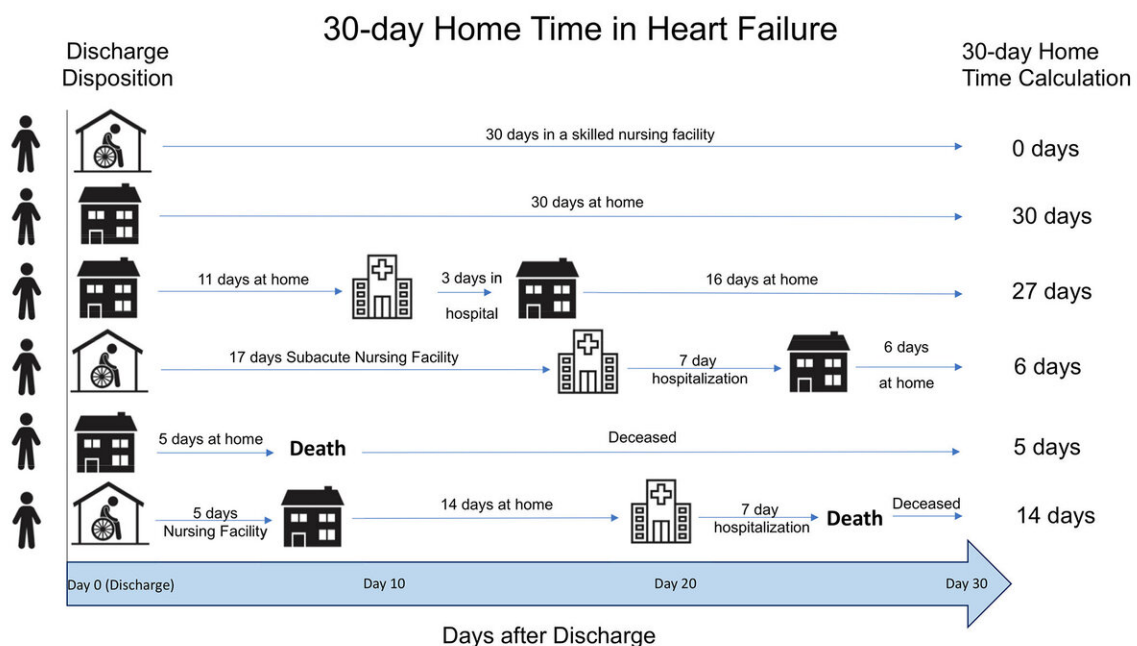 30-day Home Time in Heart Failure
Discharge
Disposition
30-day Home
Time Calculation
30 days in a skilled nursing facility
0 days
30 days at home
30 days
11 days at home
3 days in
hospital
16 days at home
27 days
17 days Subacute Nursing Facility
7 day
hospitalization
6 days
at home
6 days
5 days at home
Death
Deceased
5 days
5 days
Nursing Facility
14 days at home
7 day
hospitalization
Death
Deceased
14 days
Day 0 (Discharge)
Day 10
Day 20
Day 30
Days after Discharge